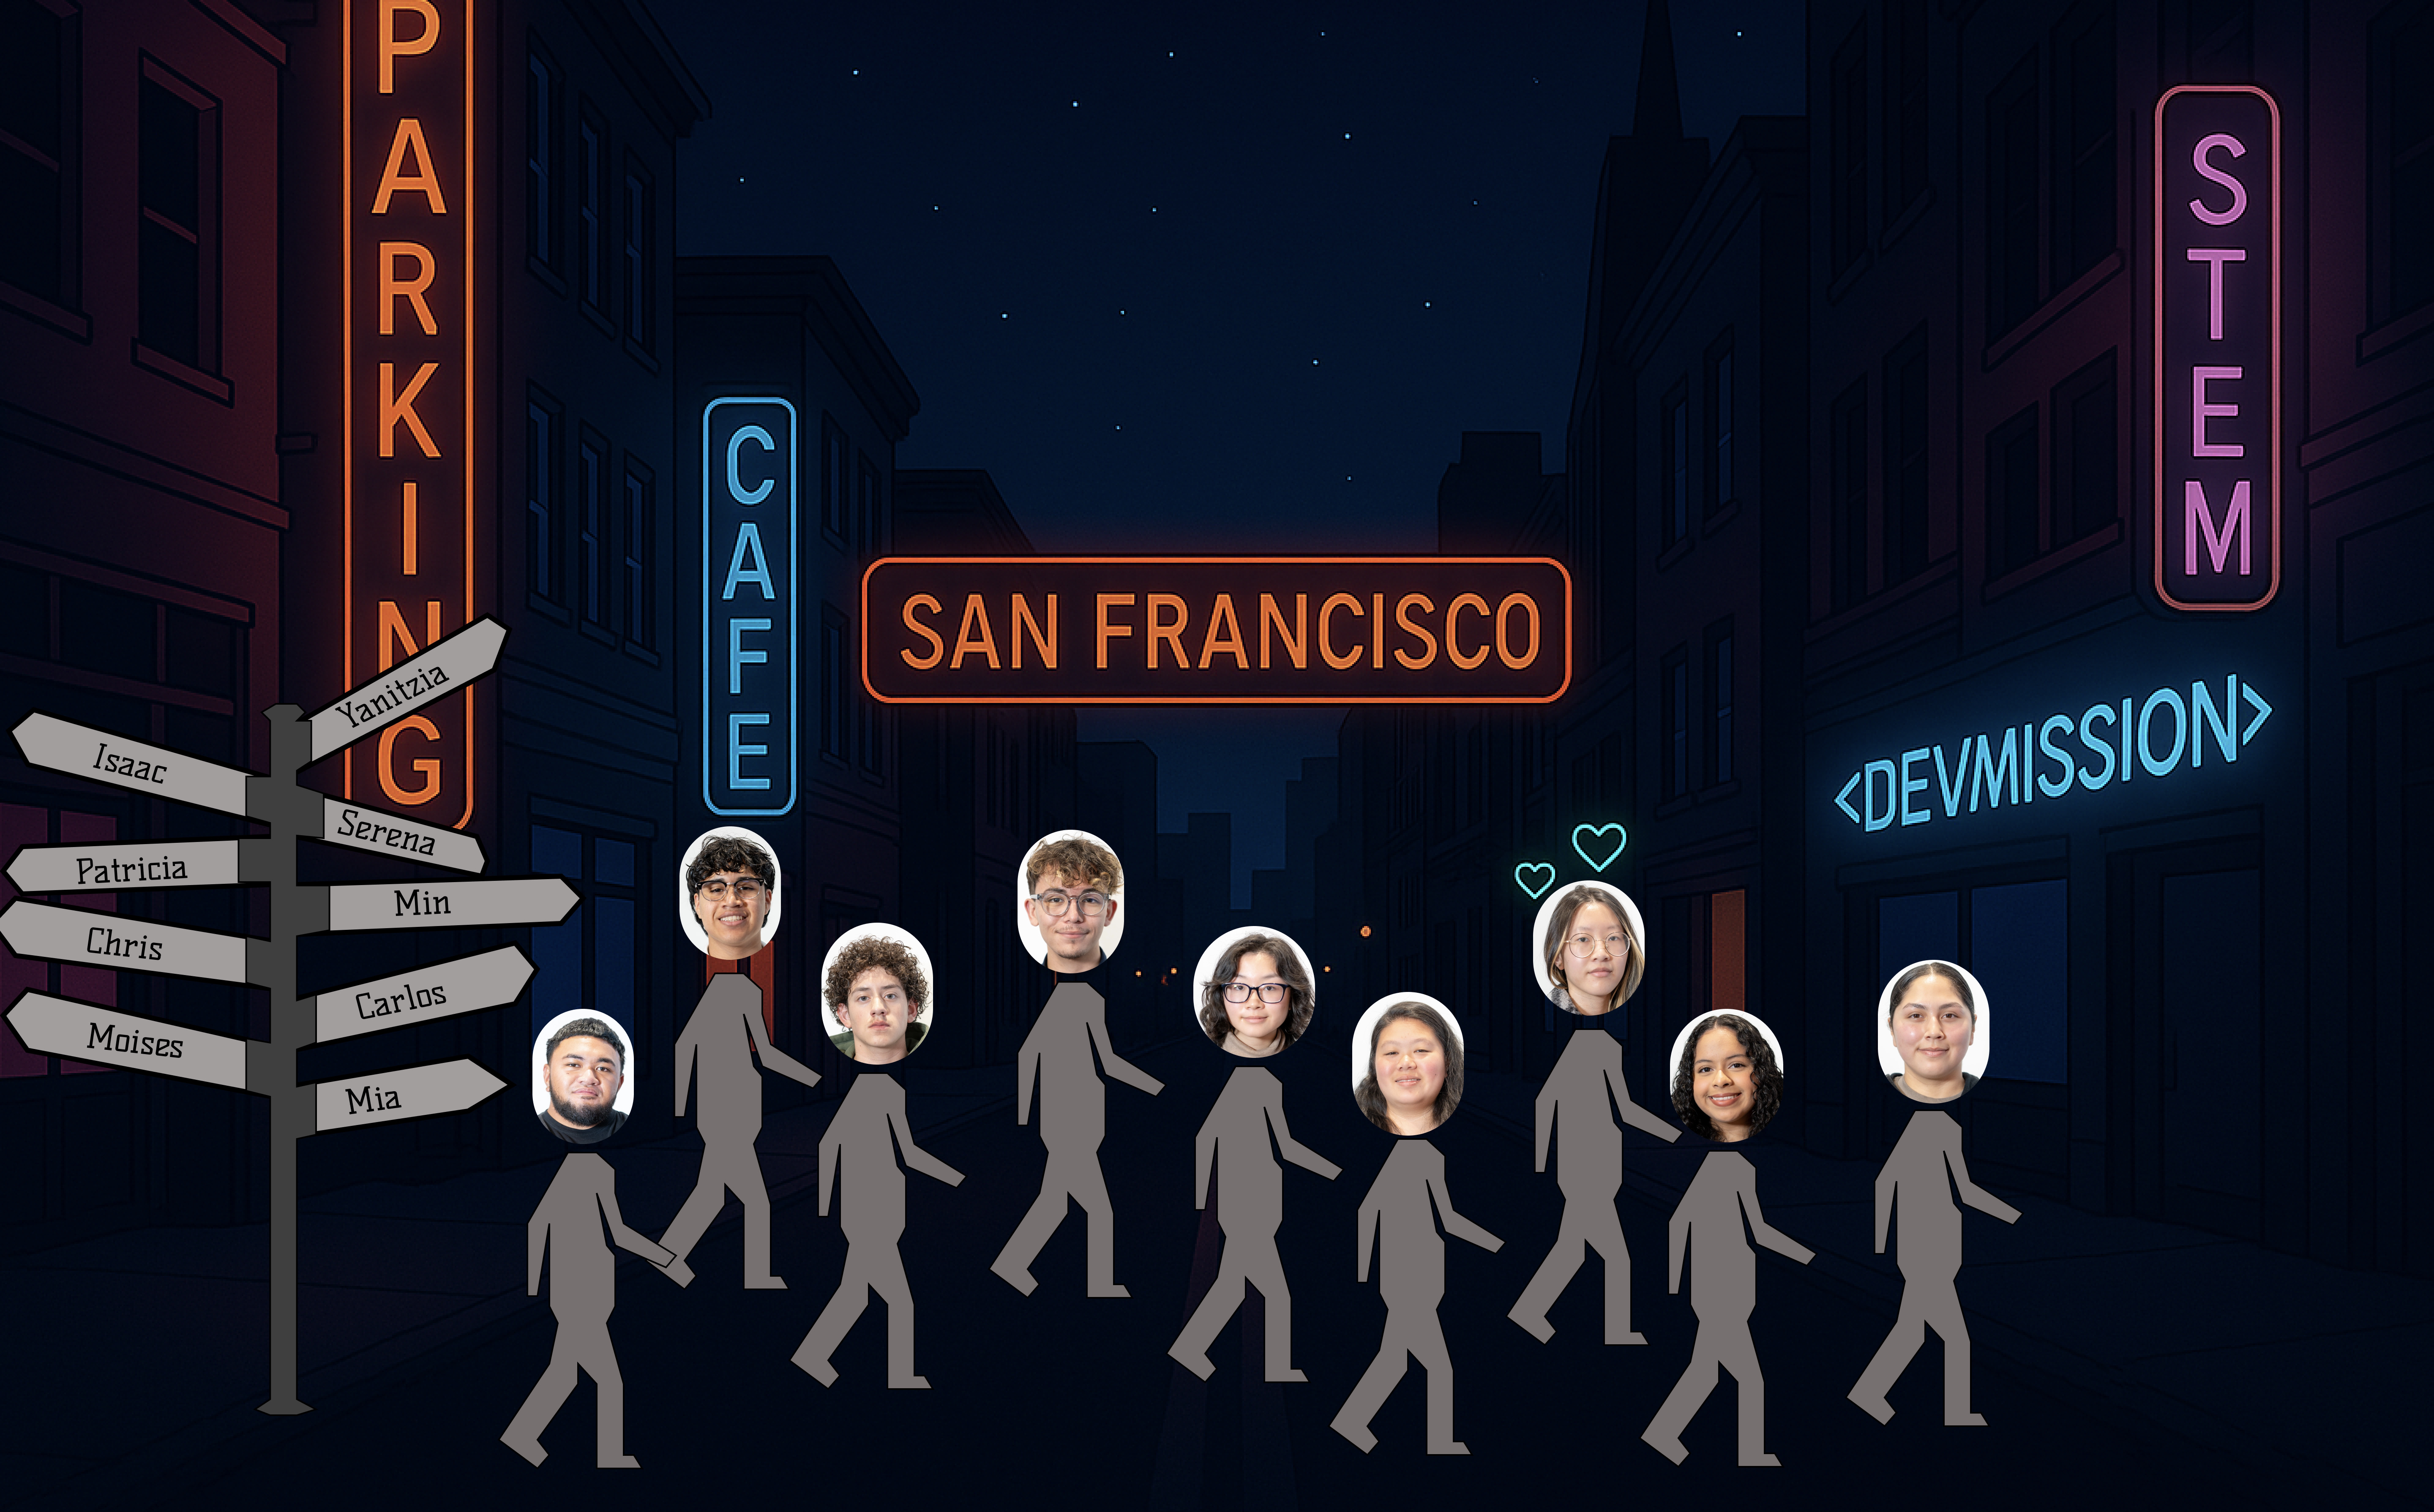 PARKING
CAFE
SAN FRANCISCO
STEM
<DEVMISSION>
Yanitzia
Isaac
Serena
Patricia
Min
Chris
Carlos
Moises
Mia